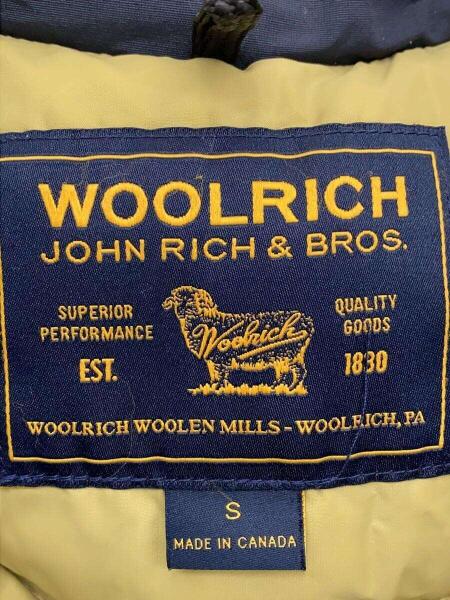 WOOLRICH
JOHN RICH & BROS.
SUPERIOR
PERFORMANCE
EST.
Woolrich
QUALITY
GOODS
1830
WOOLRICH WOOLEN MILLS - WOOLRICH, PA
S
MADE IN CANADA